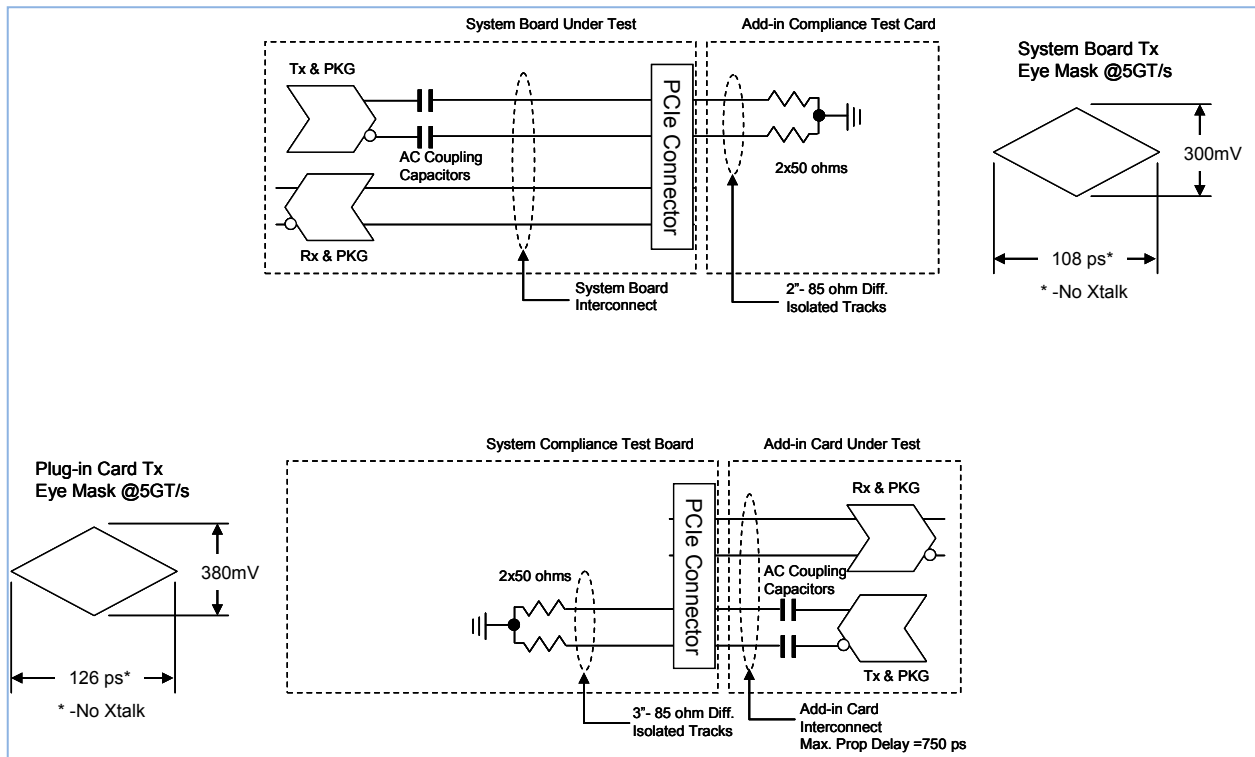 System Board Under Test
Add-in Compliance Test Card
System Board Tx
Eye Mask @5GT/s
Tx & PKG
PCIe Connector
AC Coupling
Capacitors
2x50 ohms
300mV
Rx & PKG
108 ps*
* -No Xtalk
System Board
Interconnect
2"- 85 ohm Diff.
Isolated Tracks
System Compliance Test Board
Add-in Card Under Test
Plug-in Card Tx
Eye Mask @5GT/s
Rx & PKG
PCIe Connector
380mV
2x50 ohms
AC Coupling
Capacitors
126 ps*
* -No Xtalk
Tx & PKG
3"- 85 ohm Diff.
Isolated Tracks
Add-in Card
Interconnect
Max. Prop Delay =750 ps